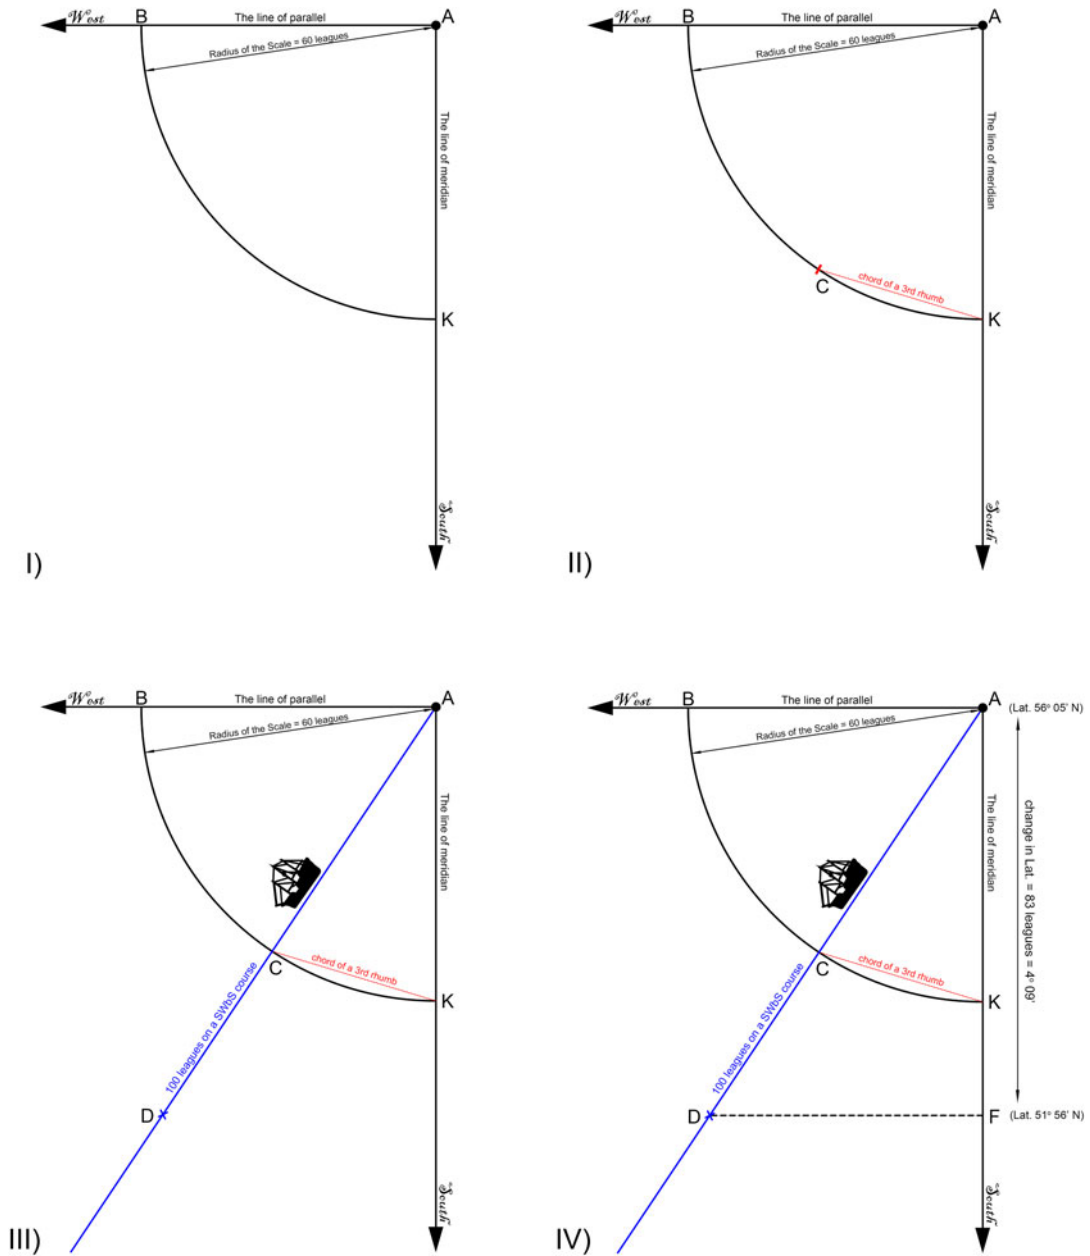 West
B
The line of parallel
A
Radius of the Scale = 60 leagues
The line of meridian
K
South
I)
West
B
The line of parallel
A
Radius of the Scale = 60 leagues
The line of meridian
chord of a 3rd rhumb
C
K
South
II)
West
B
The line of parallel
A
Radius of the Scale = 60 leagues
The line of meridian
C
chord of a 3rd rhumb
K
100 leagues on a SWbS course
D
South
III)
West
B
The line of parallel
A
(Lat. 56° 05' N)
Radius of the Scale = 60 leagues
The line of meridian
change in Lat. = 83 leagues = 4° 09'
C
chord of a 3rd rhumb
K
100 leagues on a SWbS course
D
F
(Lat. 51° 56' N)
South
IV)